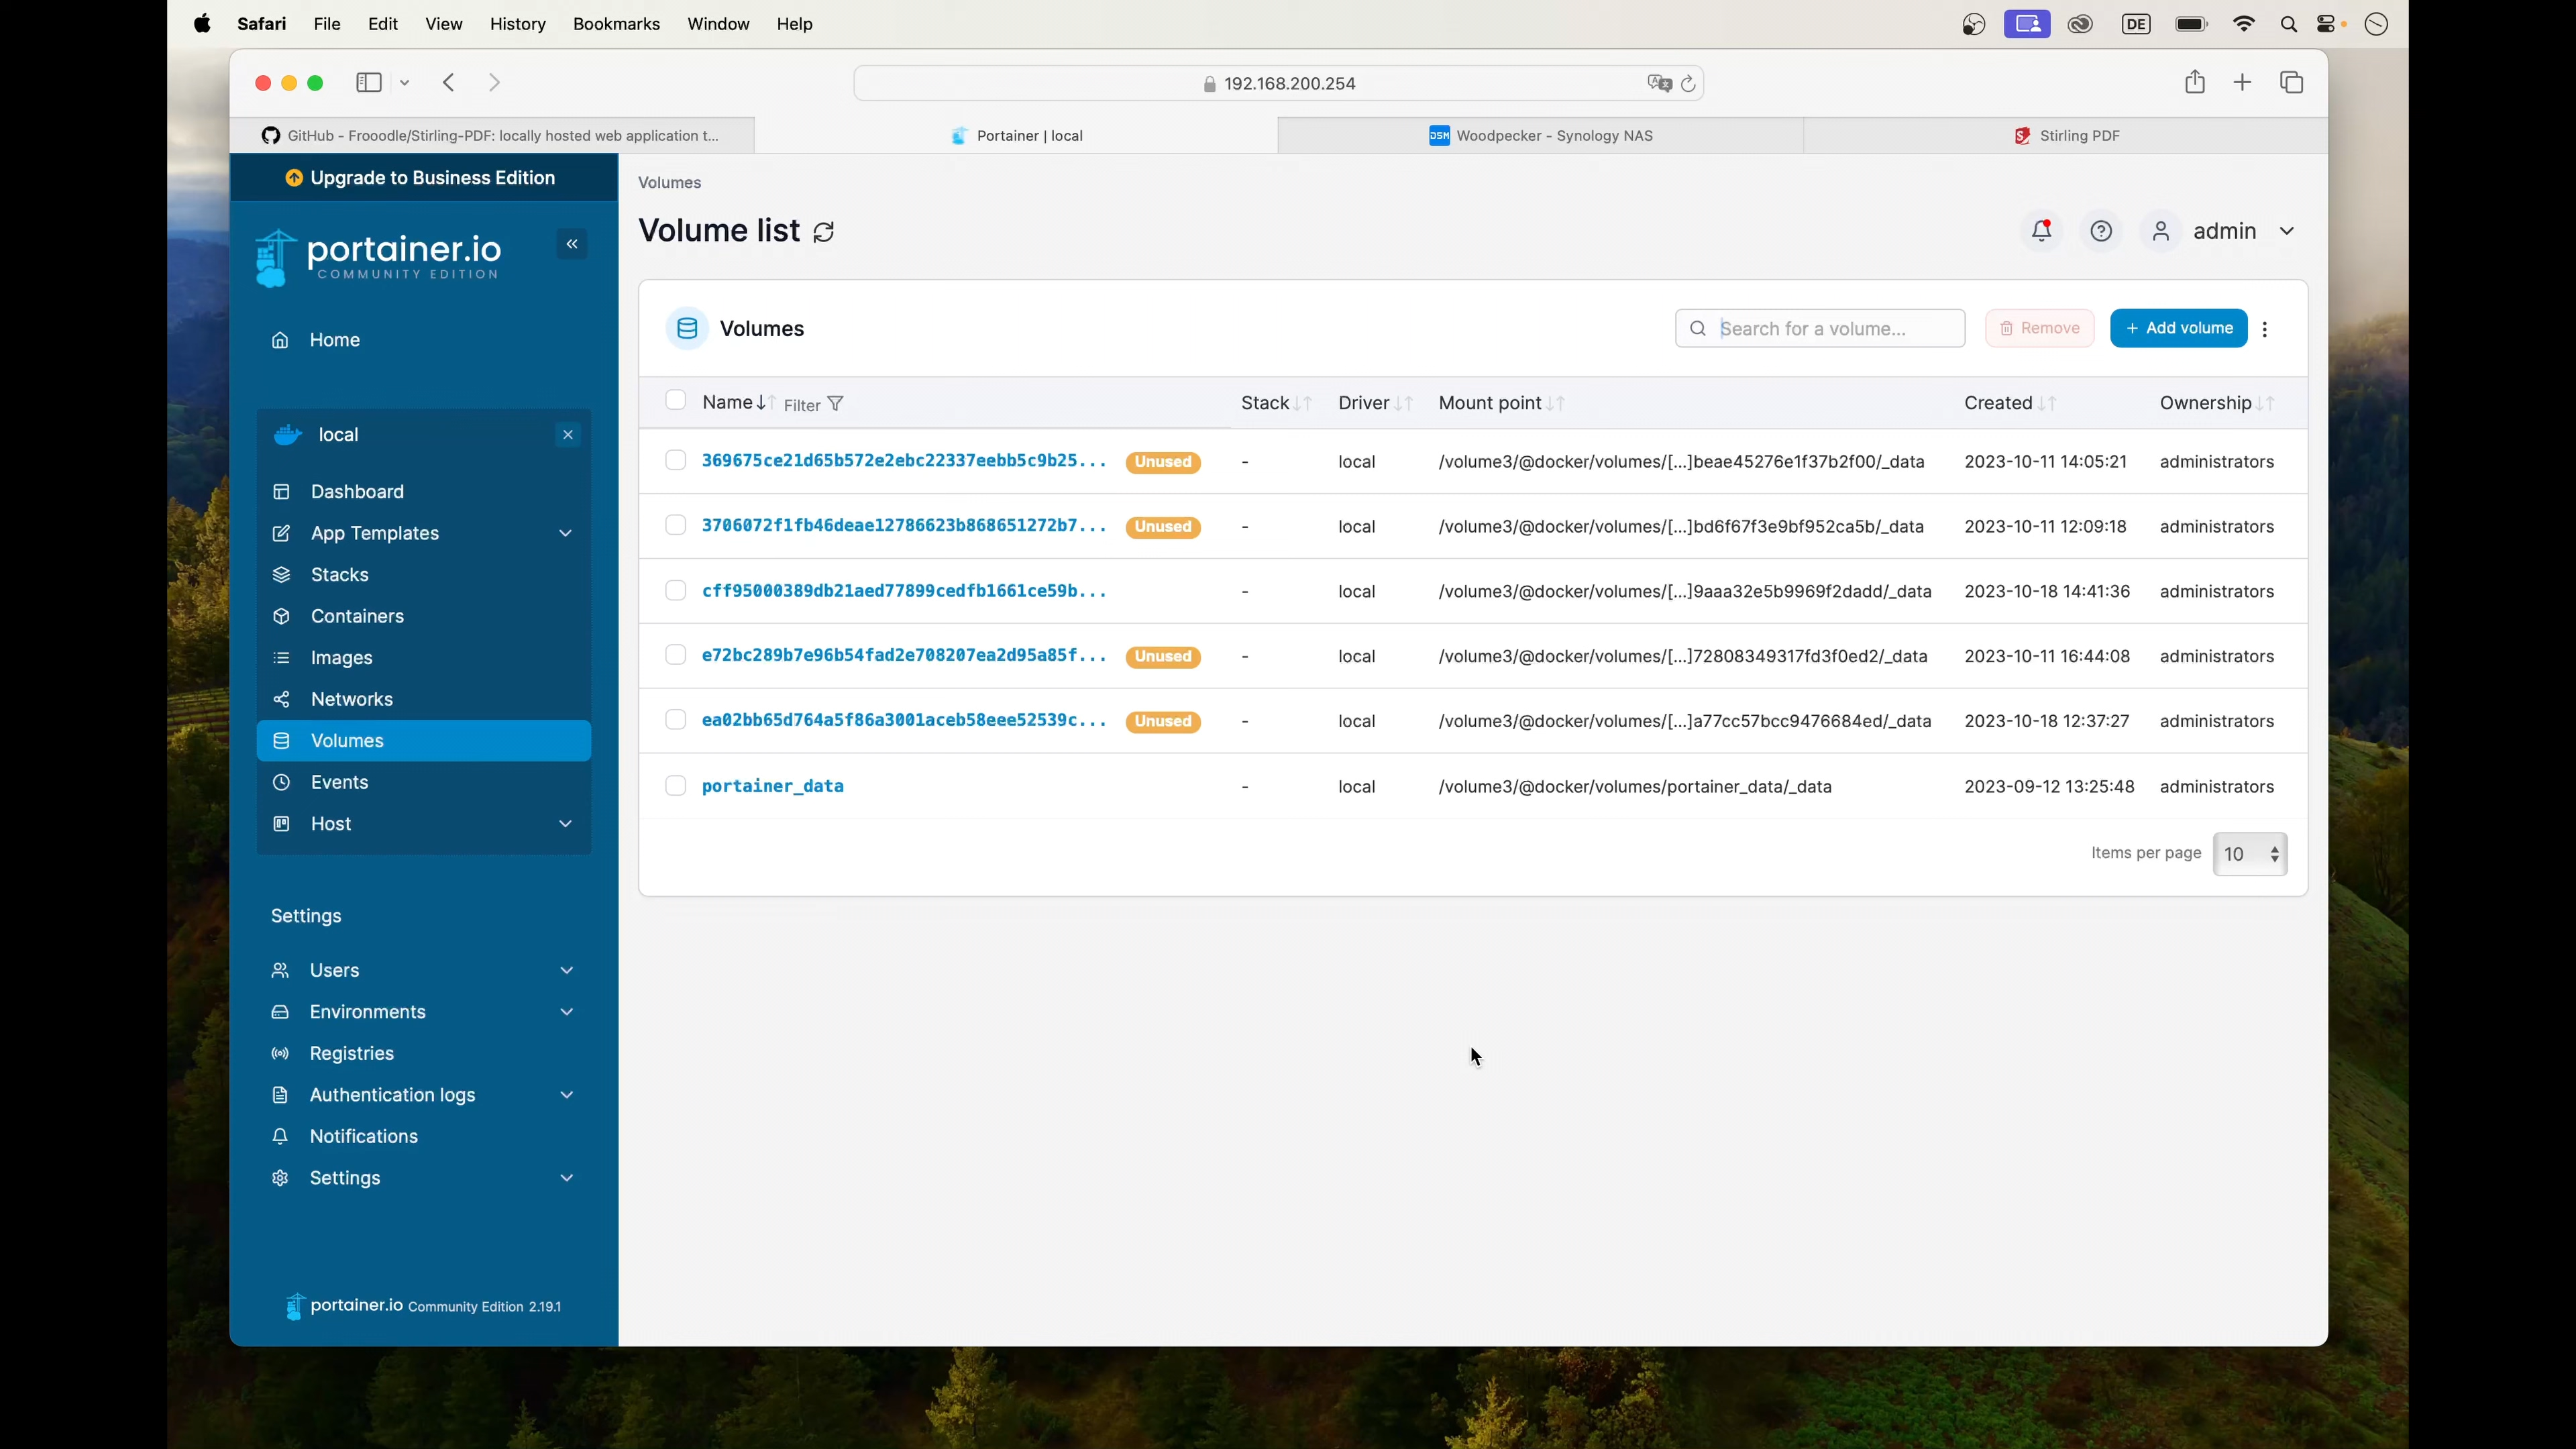 Safari File Edit View History Bookmarks Window Help DE
192.168.200.254
GitHub - Frooodle/Stirling-PDF: locally hosted web application t...
Portainer | local
DSM Woodpecker - Synology NAS
Stirling PDF
Upgrade to Business Edition
portainer.io
COMMUNITY EDITION
Home
local
Dashboard
App Templates
Stacks
Containers
Images
Networks
Volumes
Events
Host
Settings
Users
Environments
Registries
Authentication logs
Notifications
Settings
portainer.io Community Edition 2.19.1
Volumes
Volume list
admin
Volumes
Search for a volume...
Remove
+ Add volume
Name Filter Stack Driver Mount point Created Ownership
369675ce21d65b572e2ebc22337eebb5c9b25... Unused - local /volume3/@docker/volumes/[...]beae45276e1f37b2f00/_data 2023-10-11 14:05:21 administrators
3706072f1fb46deae12786623b868651272b7... Unused - local /volume3/@docker/volumes/[...]bd6f67f3e9bf952ca5b/_data 2023-10-11 12:09:18 administrators
cff95000389db21aed77899cedfb1661ce59b... - local /volume3/@docker/volumes/[...]9aaa32e5b9969f2dadd/_data 2023-10-18 14:41:36 administrators
e72bc289b7e96b54fad2e708207ea2d95a85f... Unused - local /volume3/@docker/volumes/[...]72808349317fd3f0ed2/_data 2023-10-11 16:44:08 administrators
ea02bb65d764a5f86a3001aceb58eee52539c... Unused - local /volume3/@docker/volumes/[...]a77cc57bcc9476684ed/_data 2023-10-18 12:37:27 administrators
portainer_data - local /volume3/@docker/volumes/portainer_data/_data 2023-09-12 13:25:48 administrators
Items per page 10